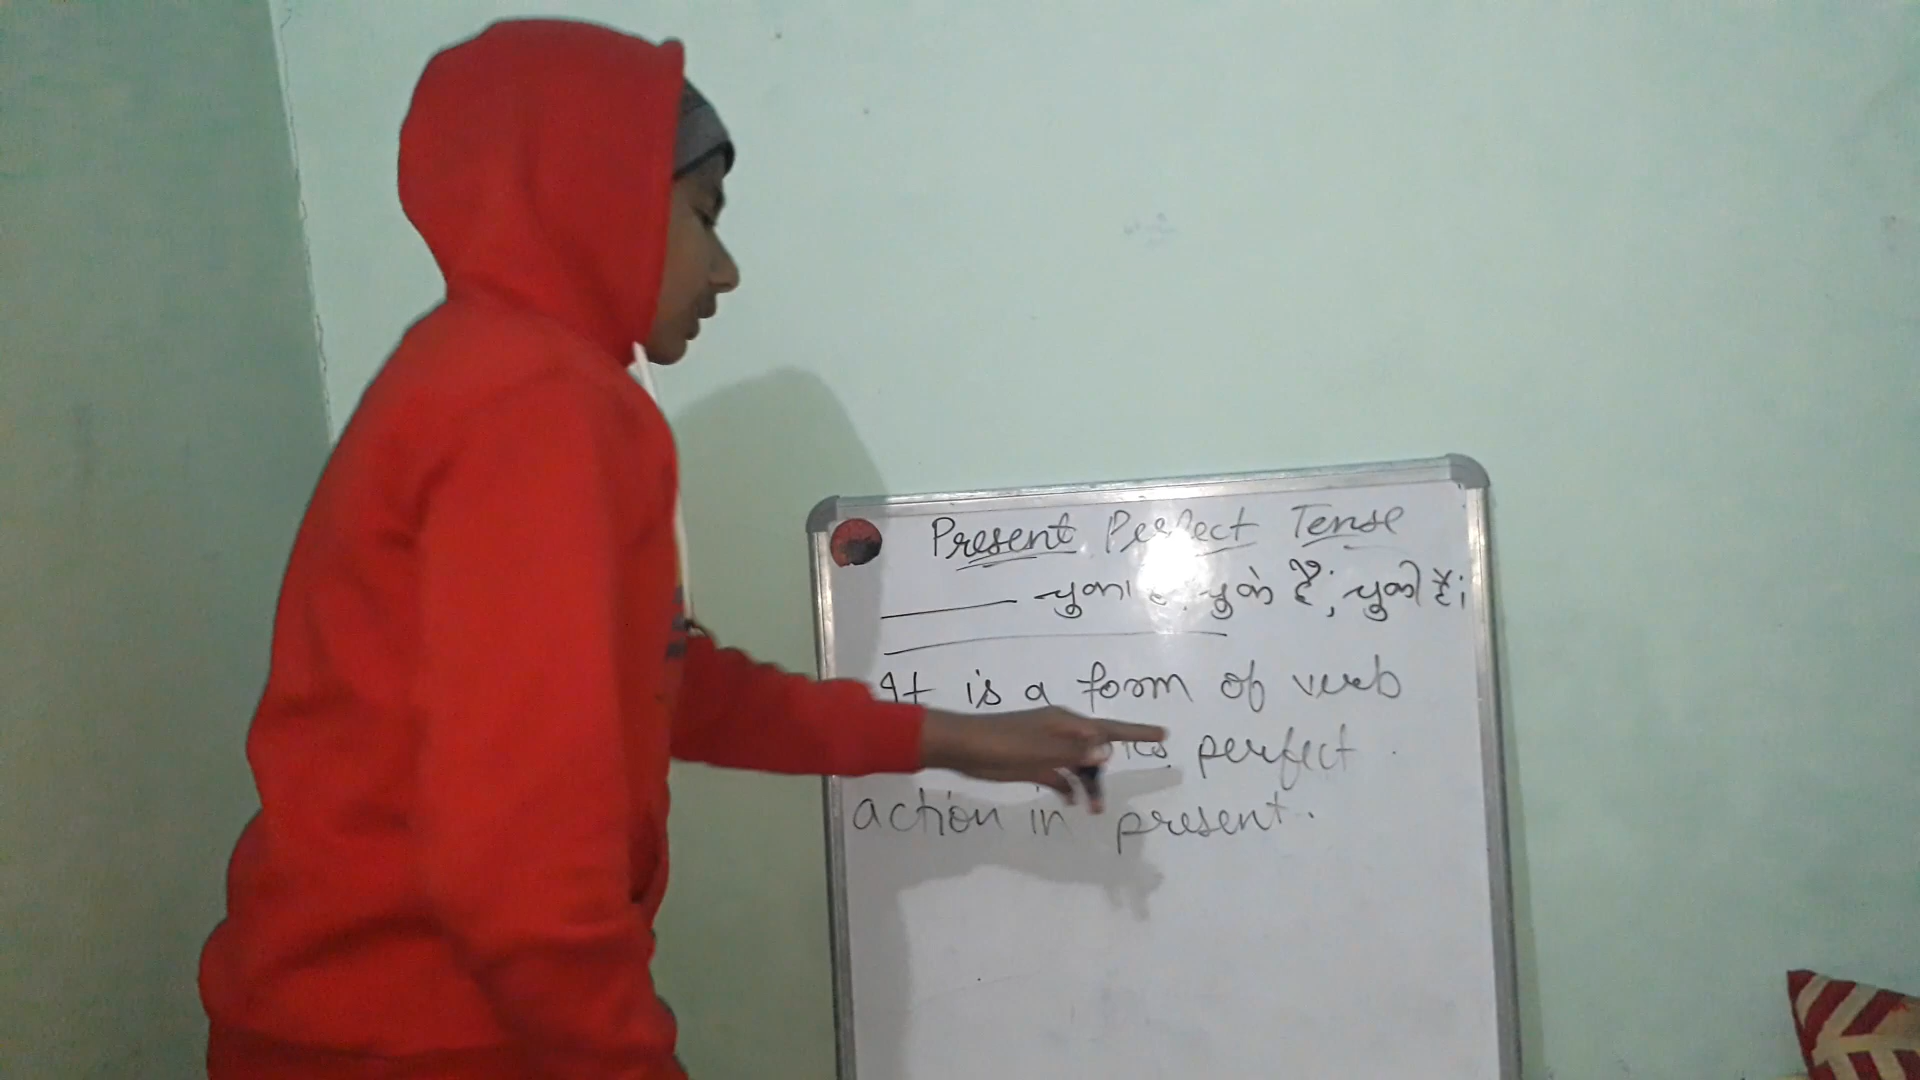 Present Perfect Tense
चुका है, चुके हैं, चुकी हैं;
It is a form of verb
perfect
action in present.